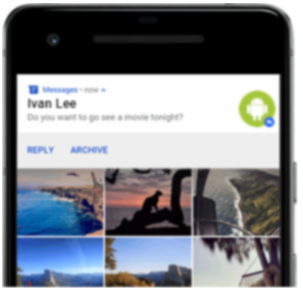 Messages • now
Ivan Lee
Do you want to go see a movie tonight?
REPLY ARCHIVE